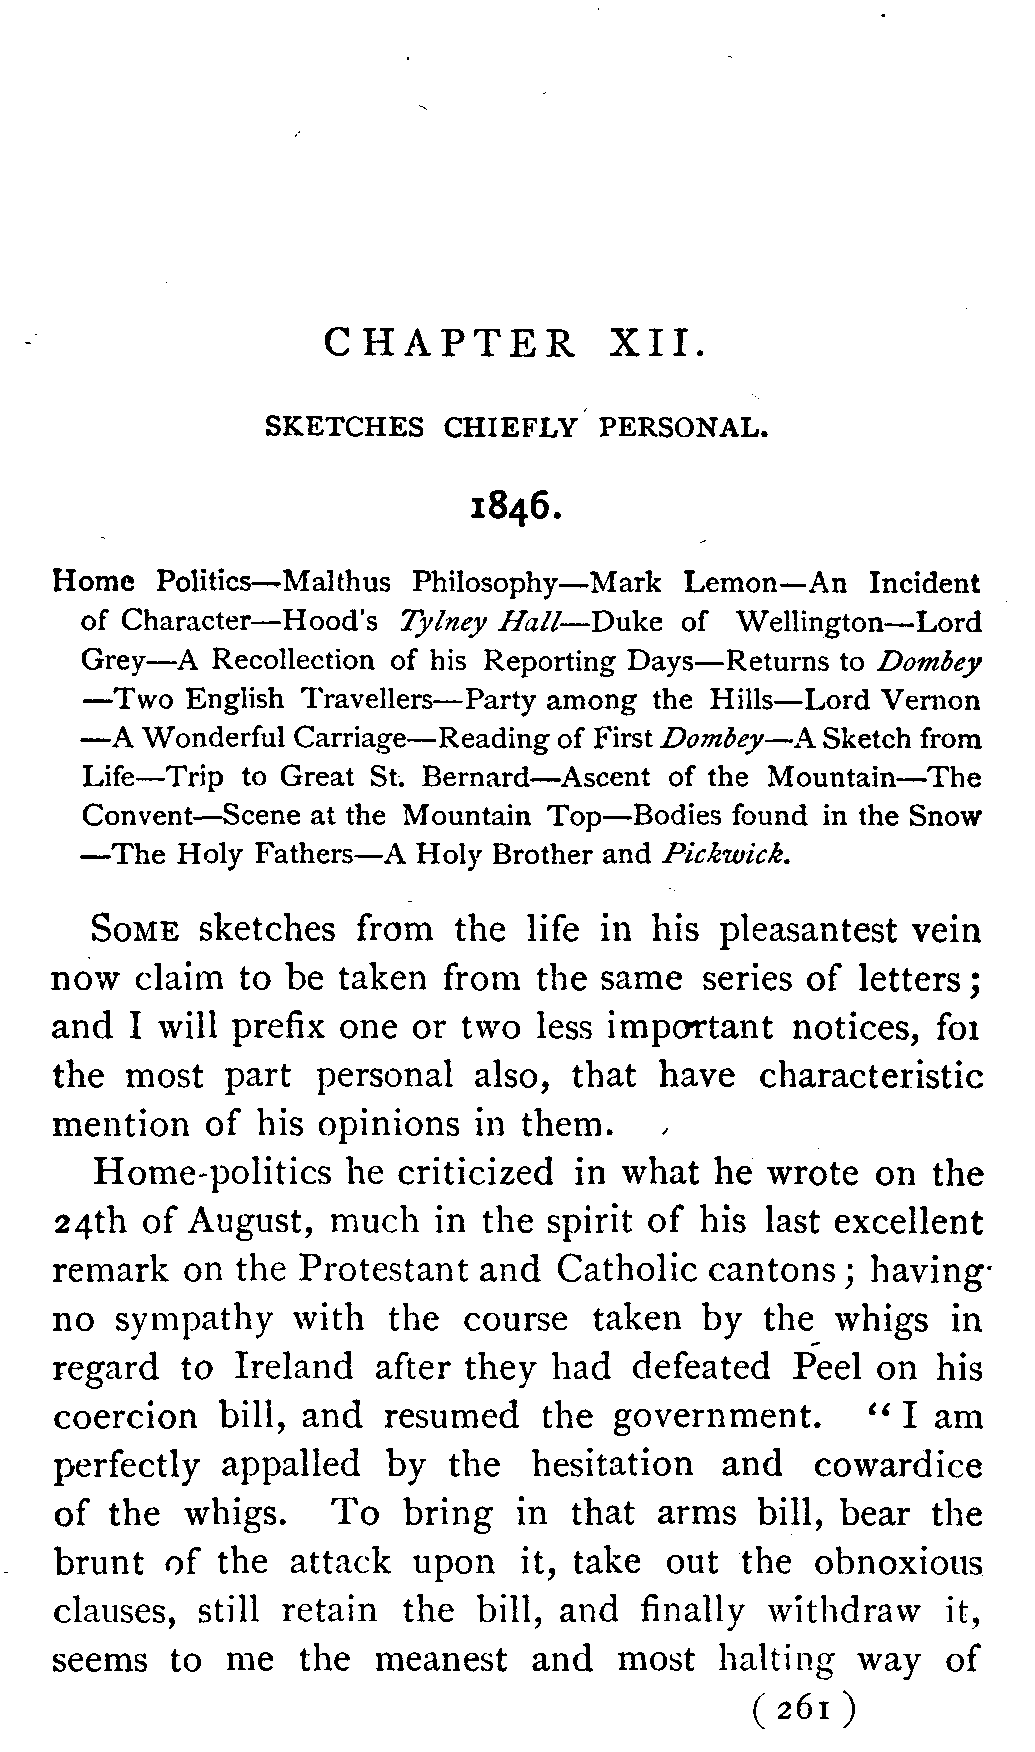 CHAPTER XII.
SKETCHES CHIEFLY PERSONAL.
1846.
Home Politics—Malthus Philosophy—Mark Lemon—An Incident
of Character—Hood's Tylney Hall—Duke of Wellington—Lord
Grey—A Recollection of his Reporting Days—Returns to Dombey
—Two English Travellers—Party among the Hills—Lord Vernon
—A Wonderful Carriage—Reading of First Dombey—A Sketch from
Life—Trip to Great St. Bernard—Ascent of the Mountain—The
Convent—Scene at the Mountain Top—Bodies found in the Snow
—The Holy Fathers—A Holy Brother and Pickwick.
SOME sketches from the life in his pleasantest vein
now claim to be taken from the same series of letters;
and I will prefix one or two less important notices, for
the most part personal also, that have characteristic
mention of his opinions in them.
Home-politics he criticized in what he wrote on the
24th of August, much in the spirit of his last excellent
remark on the Protestant and Catholic cantons; having
no sympathy with the course taken by the whigs in
regard to Ireland after they had defeated Peel on his
coercion bill, and resumed the government. "I am
perfectly appalled by the hesitation and cowardice
of the whigs. To bring in that arms bill, bear the
brunt of the attack upon it, take out the obnoxious
clauses, still retain the bill, and finally withdraw it,
seems to me the meanest and most halting way of
(261)